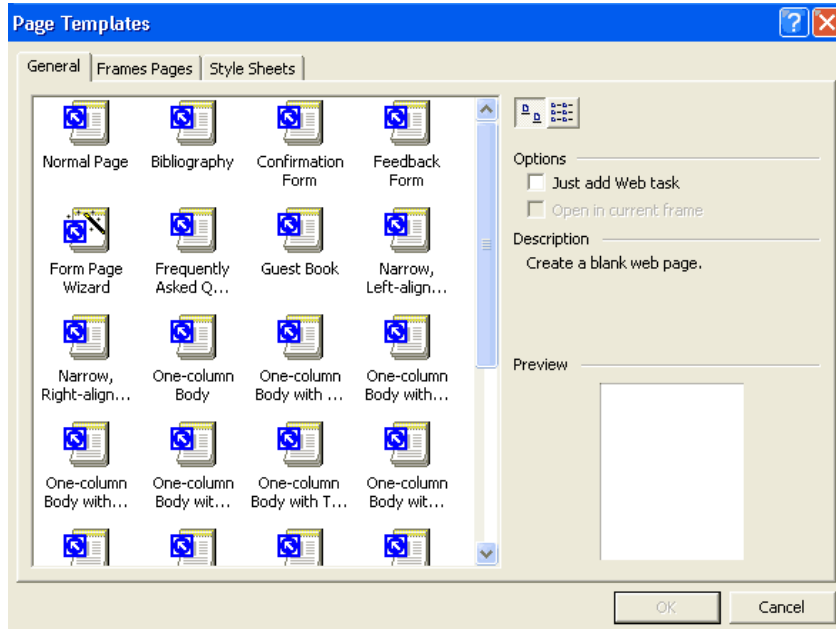 Page Templates
General
Frames Pages
Style Sheets
Normal Page
Bibliography
Confirmation
Form
Feedback
Form
Form Page
Wizard
Frequently
Asked Q...
Guest Book
Narrow,
Left-align...
Narrow,
Right-align...
One-column
Body
One-column
Body with ...
One-column
Body with...
One-column
Body with...
One-column
Body wit...
One-column
Body with T...
One-column
Body wit...
Options
Just add Web task
Open in current frame
Description
Create a blank web page.
Preview
OK
Cancel